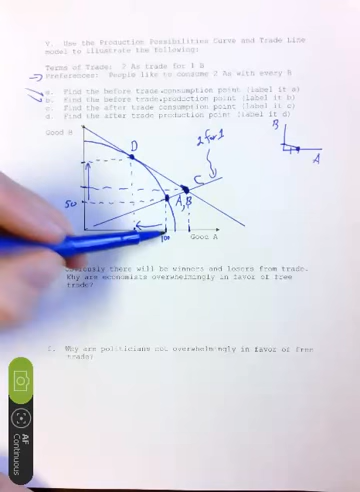 V. Use the Production Possibilities Curve and Trade Line
model to illustrate the following:
Terms of Trade: 2 As trade for 1 B
Preferences: People like to consume 2 As with every B
a. Find the before trade consumption point (label it a)
b. Find the before trade production point (label it b)
c. Find the after trade consumption point (label it c)
d. Find the after trade production point (label it d)
Good B
B
A
D
2 for 1
C
A,B
50
100
Good A
Obviously there will be winners and losers from trade.
Why are economists overwhelmingly in favor of free
trade?
Why are politicians not overwhelmingly in favor of free
trade?
AF
Continuous